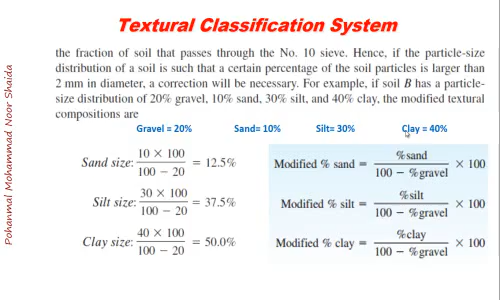 Textural Classification System
the fraction of soil that passes through the No. 10 sieve. Hence, if the particle-size
distribution of a soil is such that a certain percentage of the soil particles is larger than
2 mm in diameter, a correction will be necessary. For example, if soil B has a particle-
size distribution of 20% gravel, 10% sand, 30% silt, and 40% clay, the modified textural
compositions are
Gravel = 20% Sand= 10% Silt= 30% Clay = 40%
Sand size: 10 × 100 / 100 − 20 = 12.5%
Silt size: 30 × 100 / 100 − 20 = 37.5%
Clay size: 40 × 100 / 100 − 20 = 50.0%
Modified % sand = %sand / 100 − %gravel × 100
Modified % silt = %silt / 100 − %gravel × 100
Modified % clay = %clay / 100 − %gravel × 100
Pohanmal Mohammad Noor Shaida